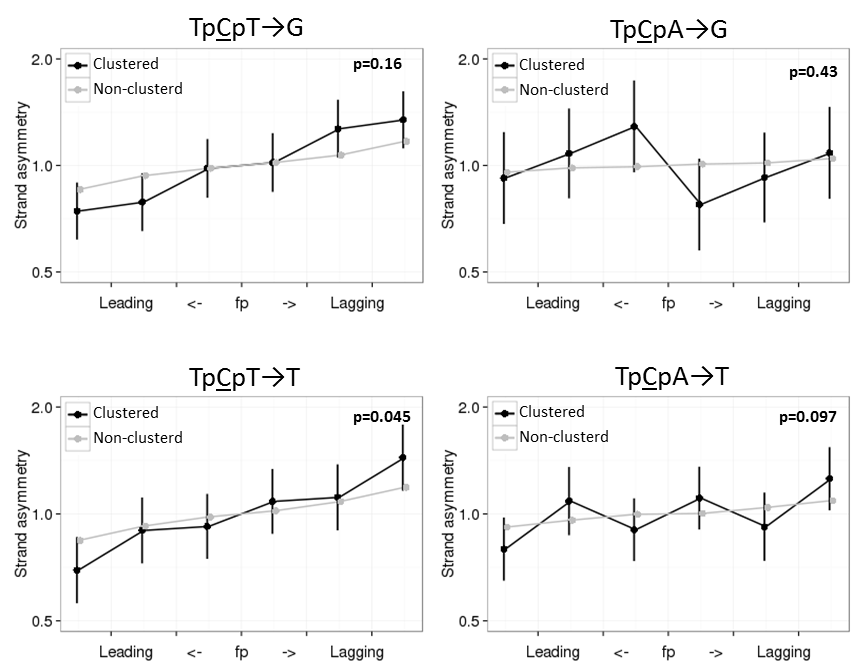 TpCpT→G
TpCpA→G
2.0
Clustered
Non-clusterd
p=0.16
1.0
0.5
Strand asymmetry
Leading <- fp -> Lagging
2.0
Clustered
Non-clusterd
p=0.43
1.0
0.5
Strand asymmetry
Leading <- fp -> Lagging
TpCpT→T
TpCpA→T
2.0
Clustered
Non-clusterd
p=0.045
1.0
0.5
Strand asymmetry
Leading <- fp -> Lagging
2.0
Clustered
Non-clusterd
p=0.097
1.0
0.5
Strand asymmetry
Leading <- fp -> Lagging